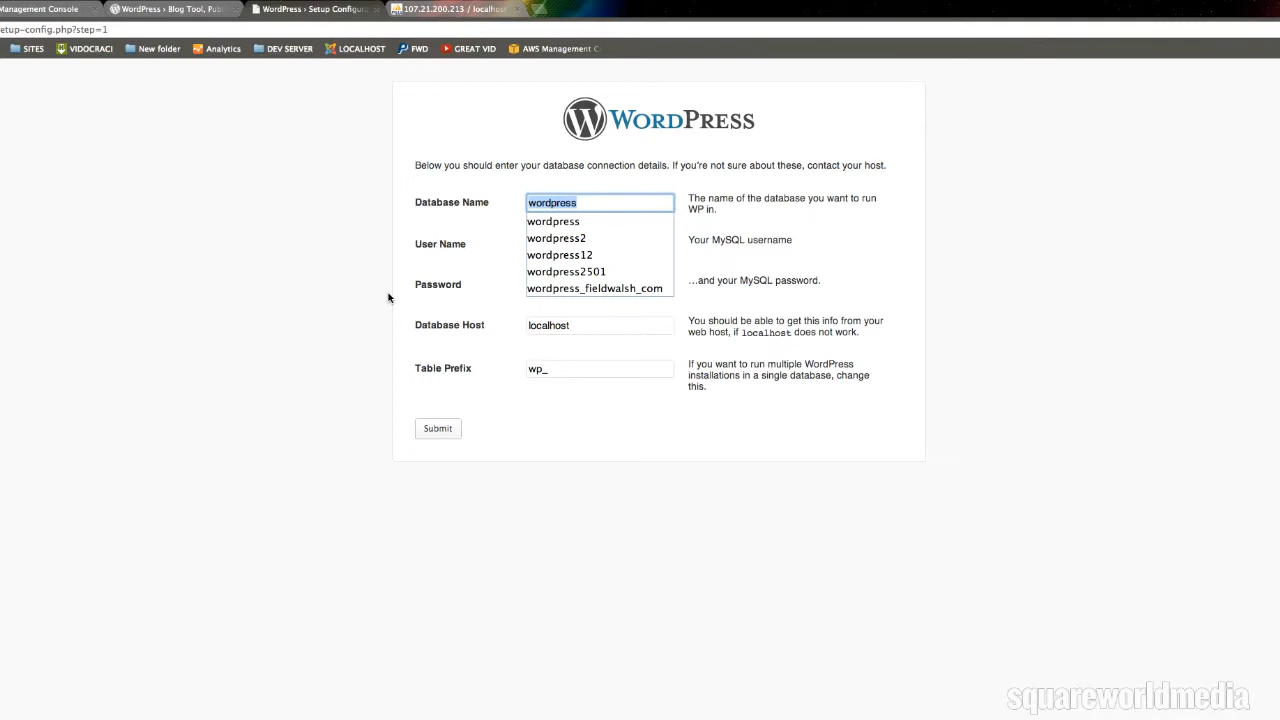 Management Console
WordPress › Blog Tool, Pub
WordPress › Setup Configura
107.21.200.213 / localhos
etup-config.php?step=1
SITES
VIDOCRACI
New folder
Analytics
DEV SERVER
LOCALHOST
FWD
GREAT VID
AWS Management C
WORDPRESS
Below you should enter your database connection details. If you're not sure about these, contact your host.
Database Name
wordpress
The name of the database you want to run
WP in.
wordpress
wordpress2
wordpress12
wordpress2501
wordpress_fieldwalsh_com
User Name
Your MySQL username
Password
...and your MySQL password.
Database Host
localhost
You should be able to get this info from your
web host, if localhost does not work.
Table Prefix
wp_
If you want to run multiple WordPress
installations in a single database, change
this.
Submit
squareworldmedia